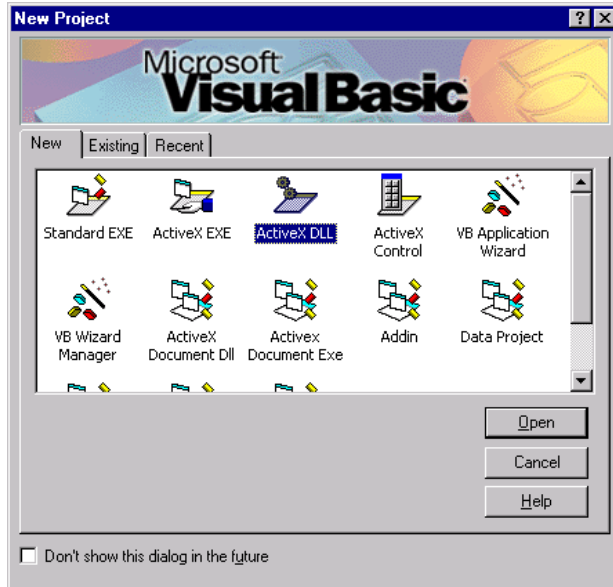 New Project
Microsoft
Visual Basic
New Existing Recent
Standard EXE ActiveX EXE ActiveX DLL ActiveX Control VB Application Wizard
VB Wizard Manager ActiveX Document Dll Activex Document Exe Addin Data Project
Open
Cancel
Help
Don't show this dialog in the future